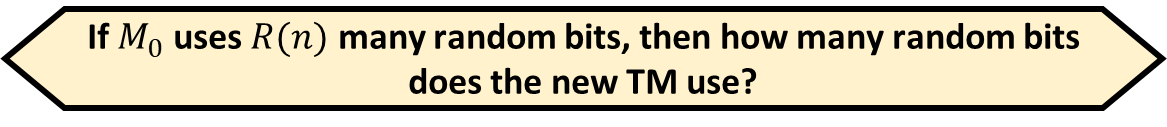 If M₀ uses R(n) many random bits, then how many random bits
does the new TM use?